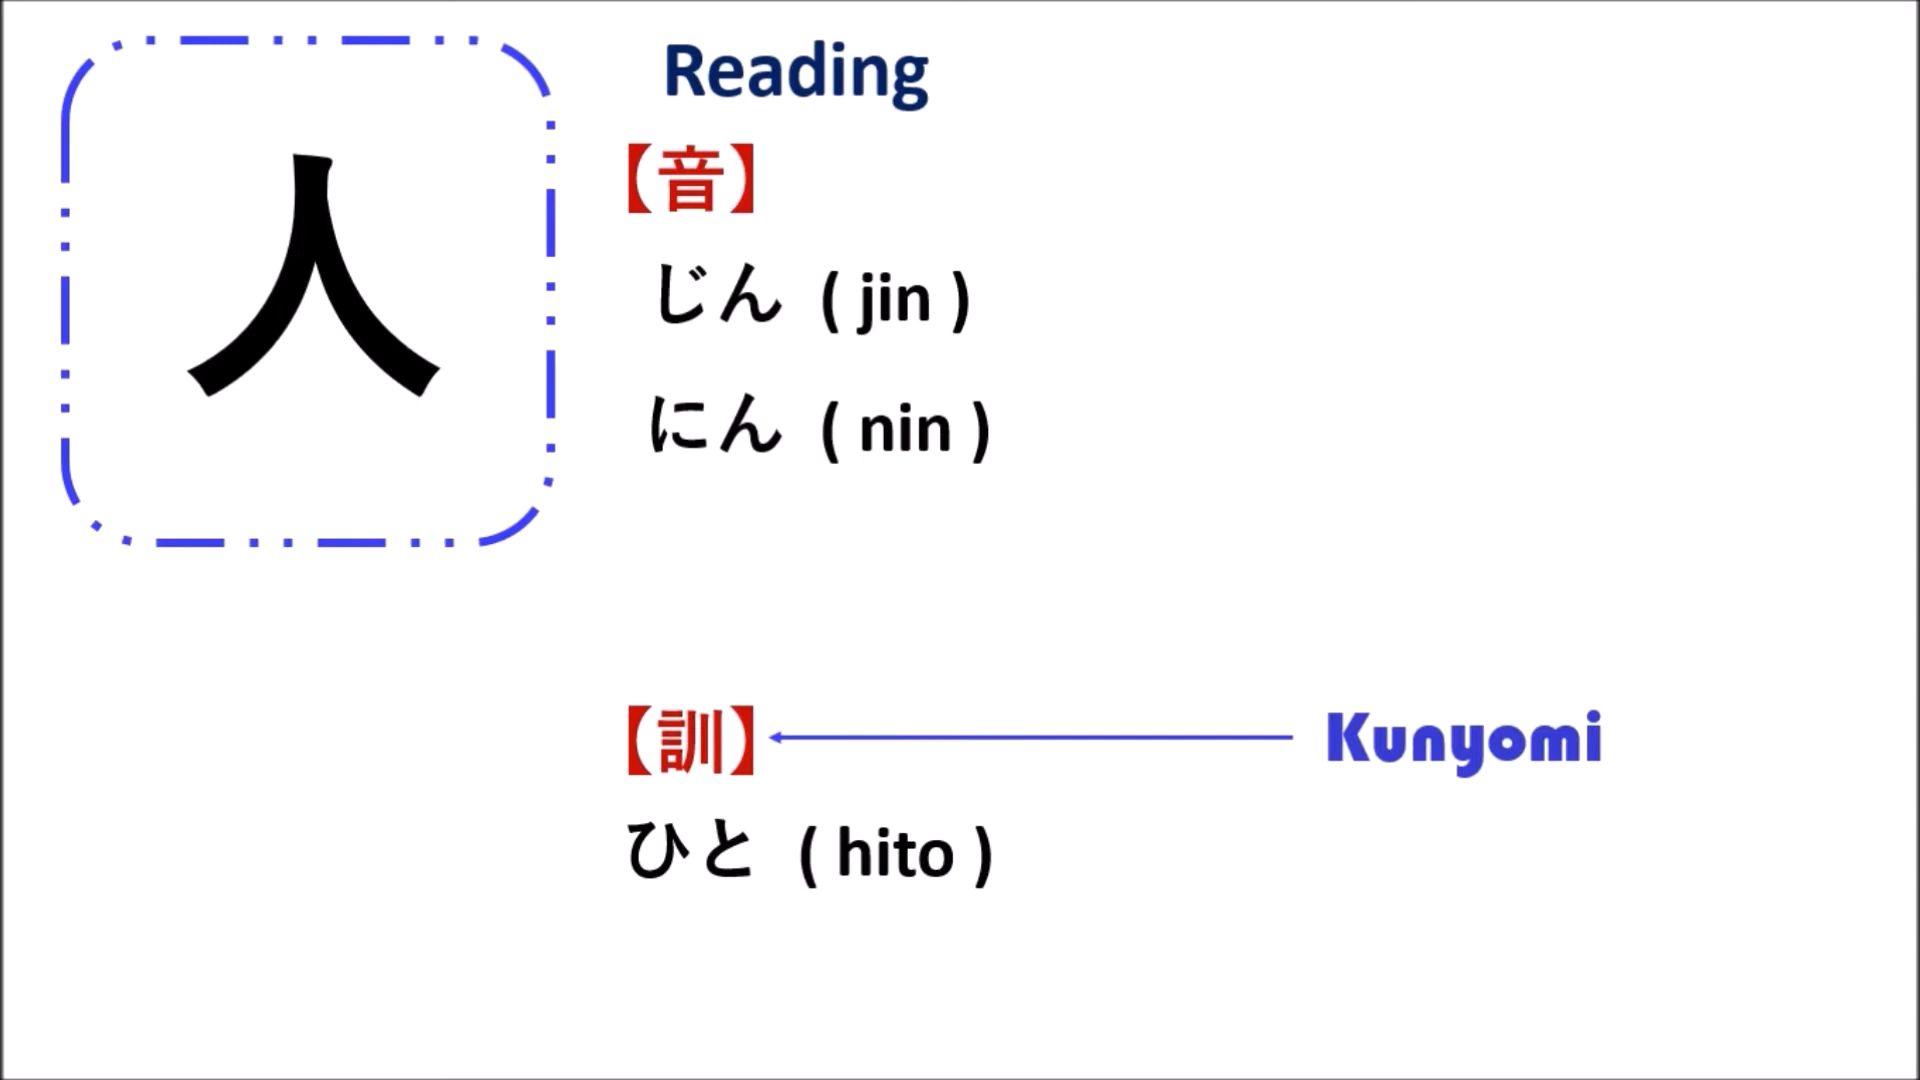 人
Reading
【音】
じん ( jin )
にん ( nin )
【訓】
Kunyomi
ひと ( hito )